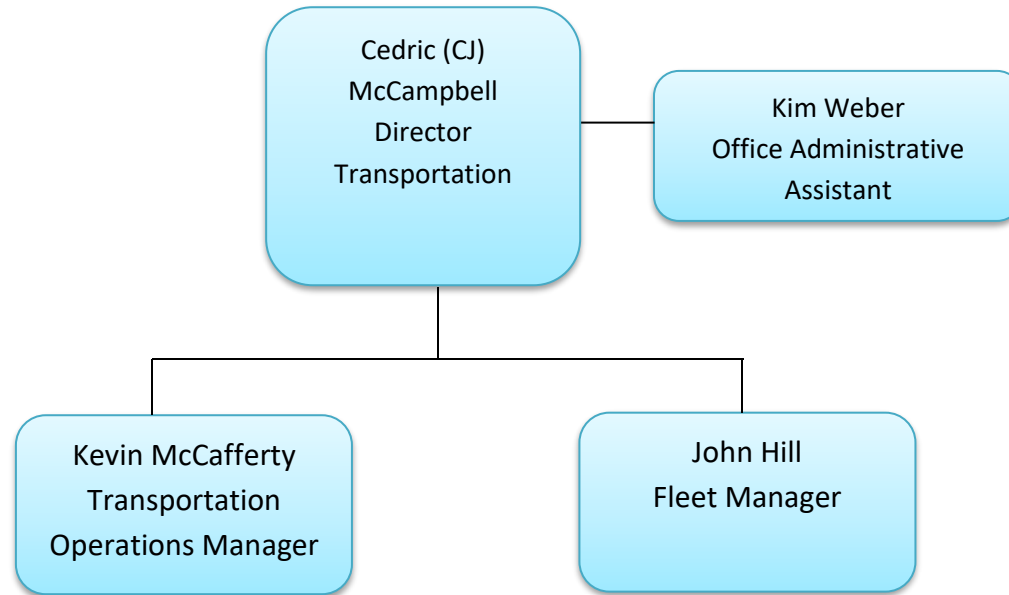 Cedric (CJ)
McCampbell
Director
Transportation
Kim Weber
Office Administrative
Assistant
Kevin McCafferty
Transportation
Operations Manager
John Hill
Fleet Manager